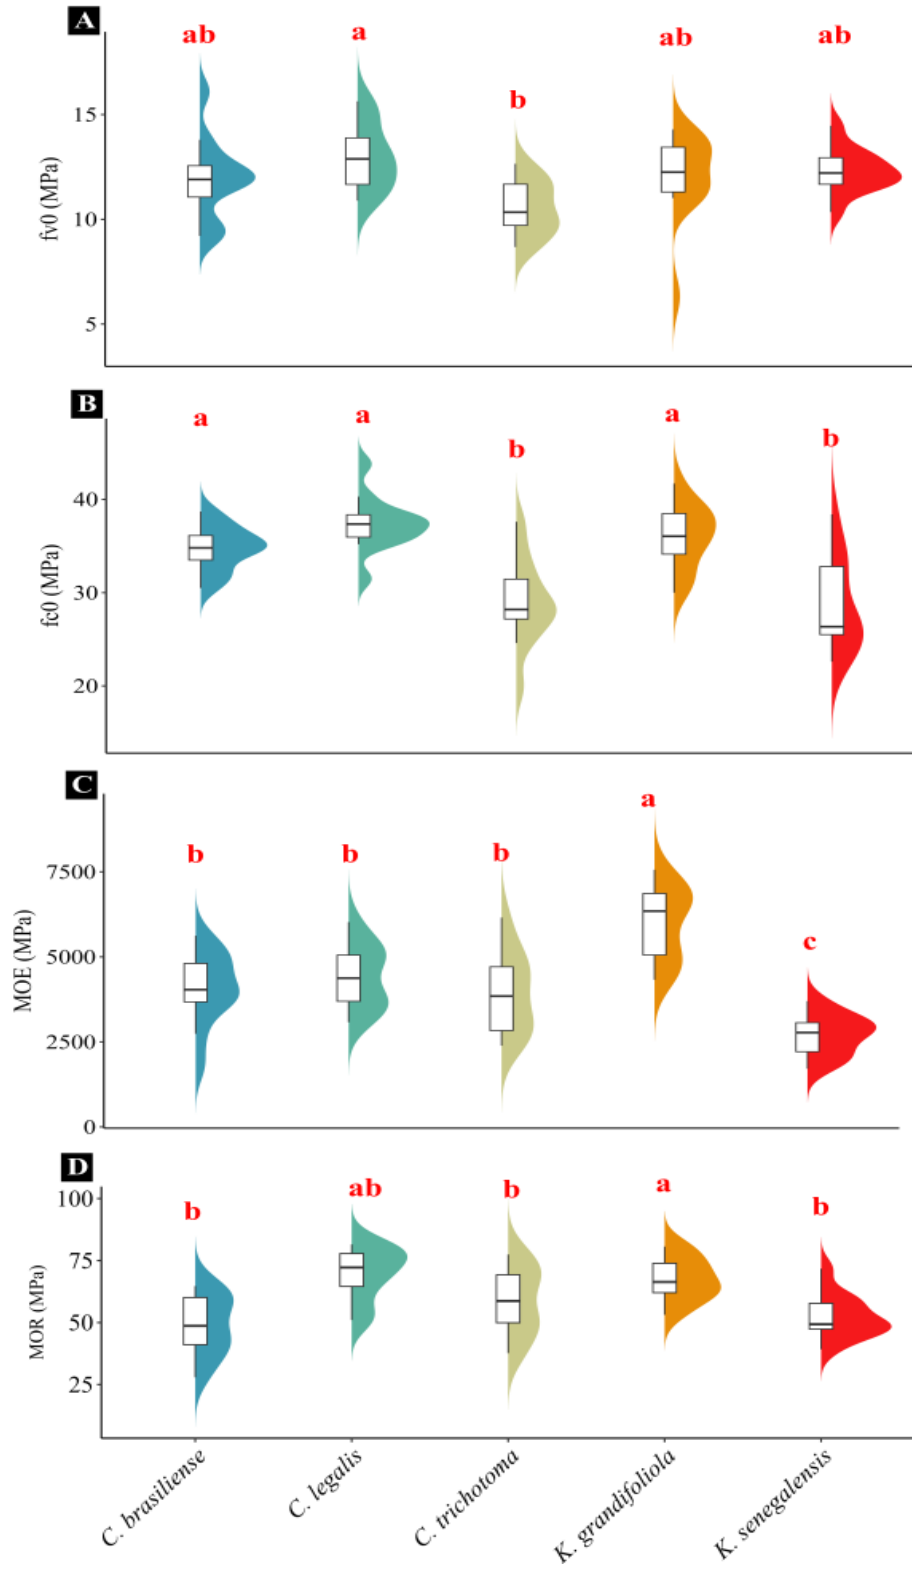 A
ab a b ab ab
15
10
5
fv0 (MPa)
B
a a b a b
40
30
20
fc0 (MPa)
C
b b b a c
7500
5000
2500
0
MOE (MPa)
D
b ab b a b
100
75
50
25
MOR (MPa)
C. brasiliense C. legalis C. trichotoma K. grandifoliola K. senegalensis